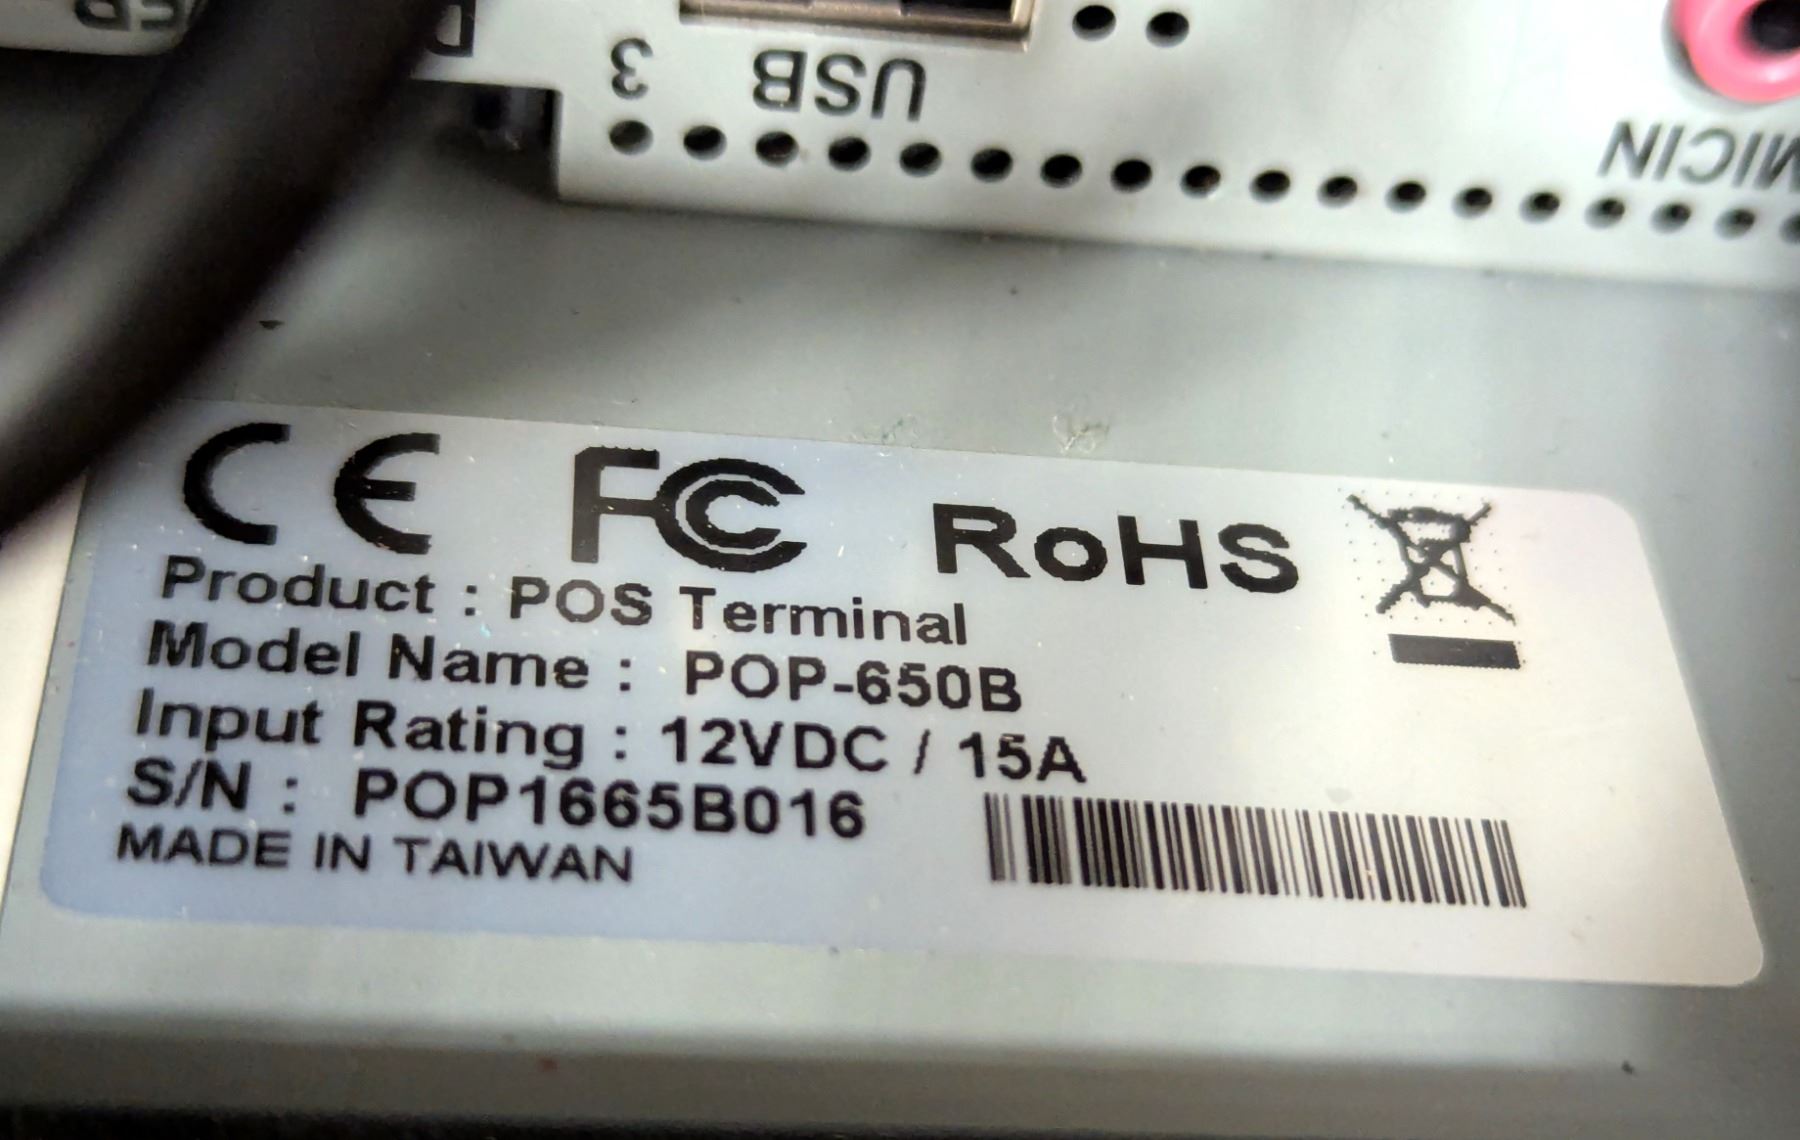 3 USB
MICIN
CE FC RoHS
Product : POS Terminal
Model Name : POP-650B
Input Rating : 12VDC / 15A
S/N : POP1665B016
MADE IN TAIWAN